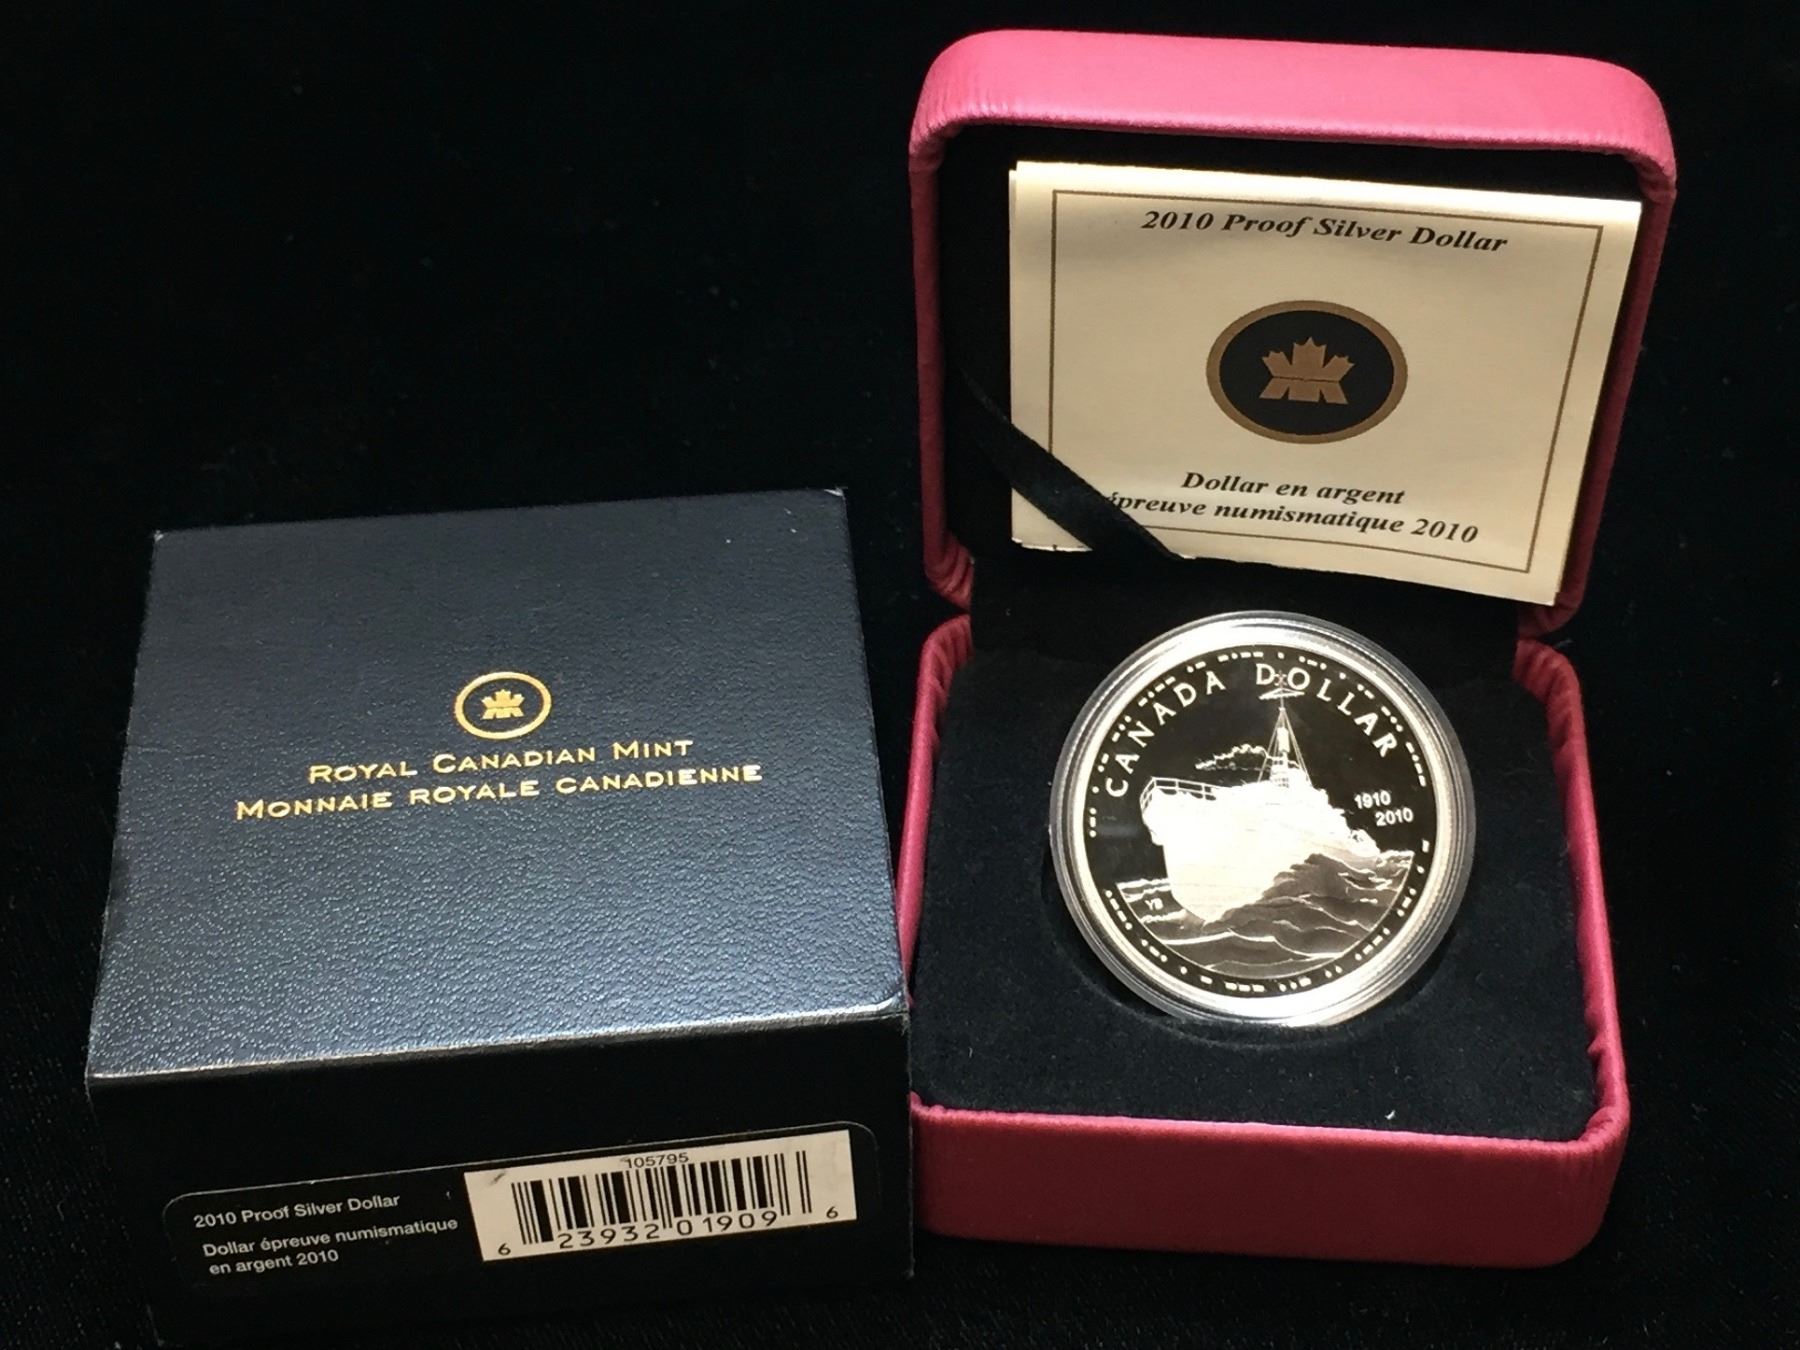 2010 Proof Silver Dollar
Dollar en argent
épreuve numismatique 2010
ROYAL CANADIAN MINT
MONNAIE ROYALE CANADIENNE
CANADA DOLLAR
1910
2010
YB
2010 Proof Silver Dollar
Dollar épreuve numismatique
en argent 2010
105795
6 23932 01909 6